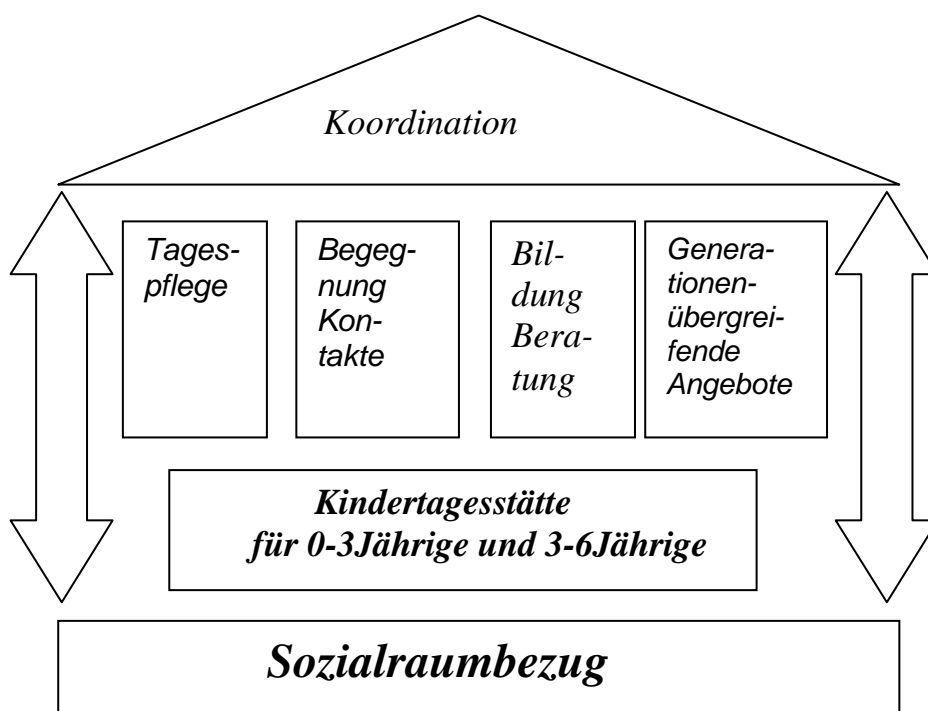 Koordination
Tages-
pflege
Begeg-
nung
Kon-
takte
Bil-
dung
Bera-
tung
Genera-
tionen-
übergrei-
fende
Angebote
Kindertagesstätte
für 0-3Jährige und 3-6Jährige
Sozialraumbezug